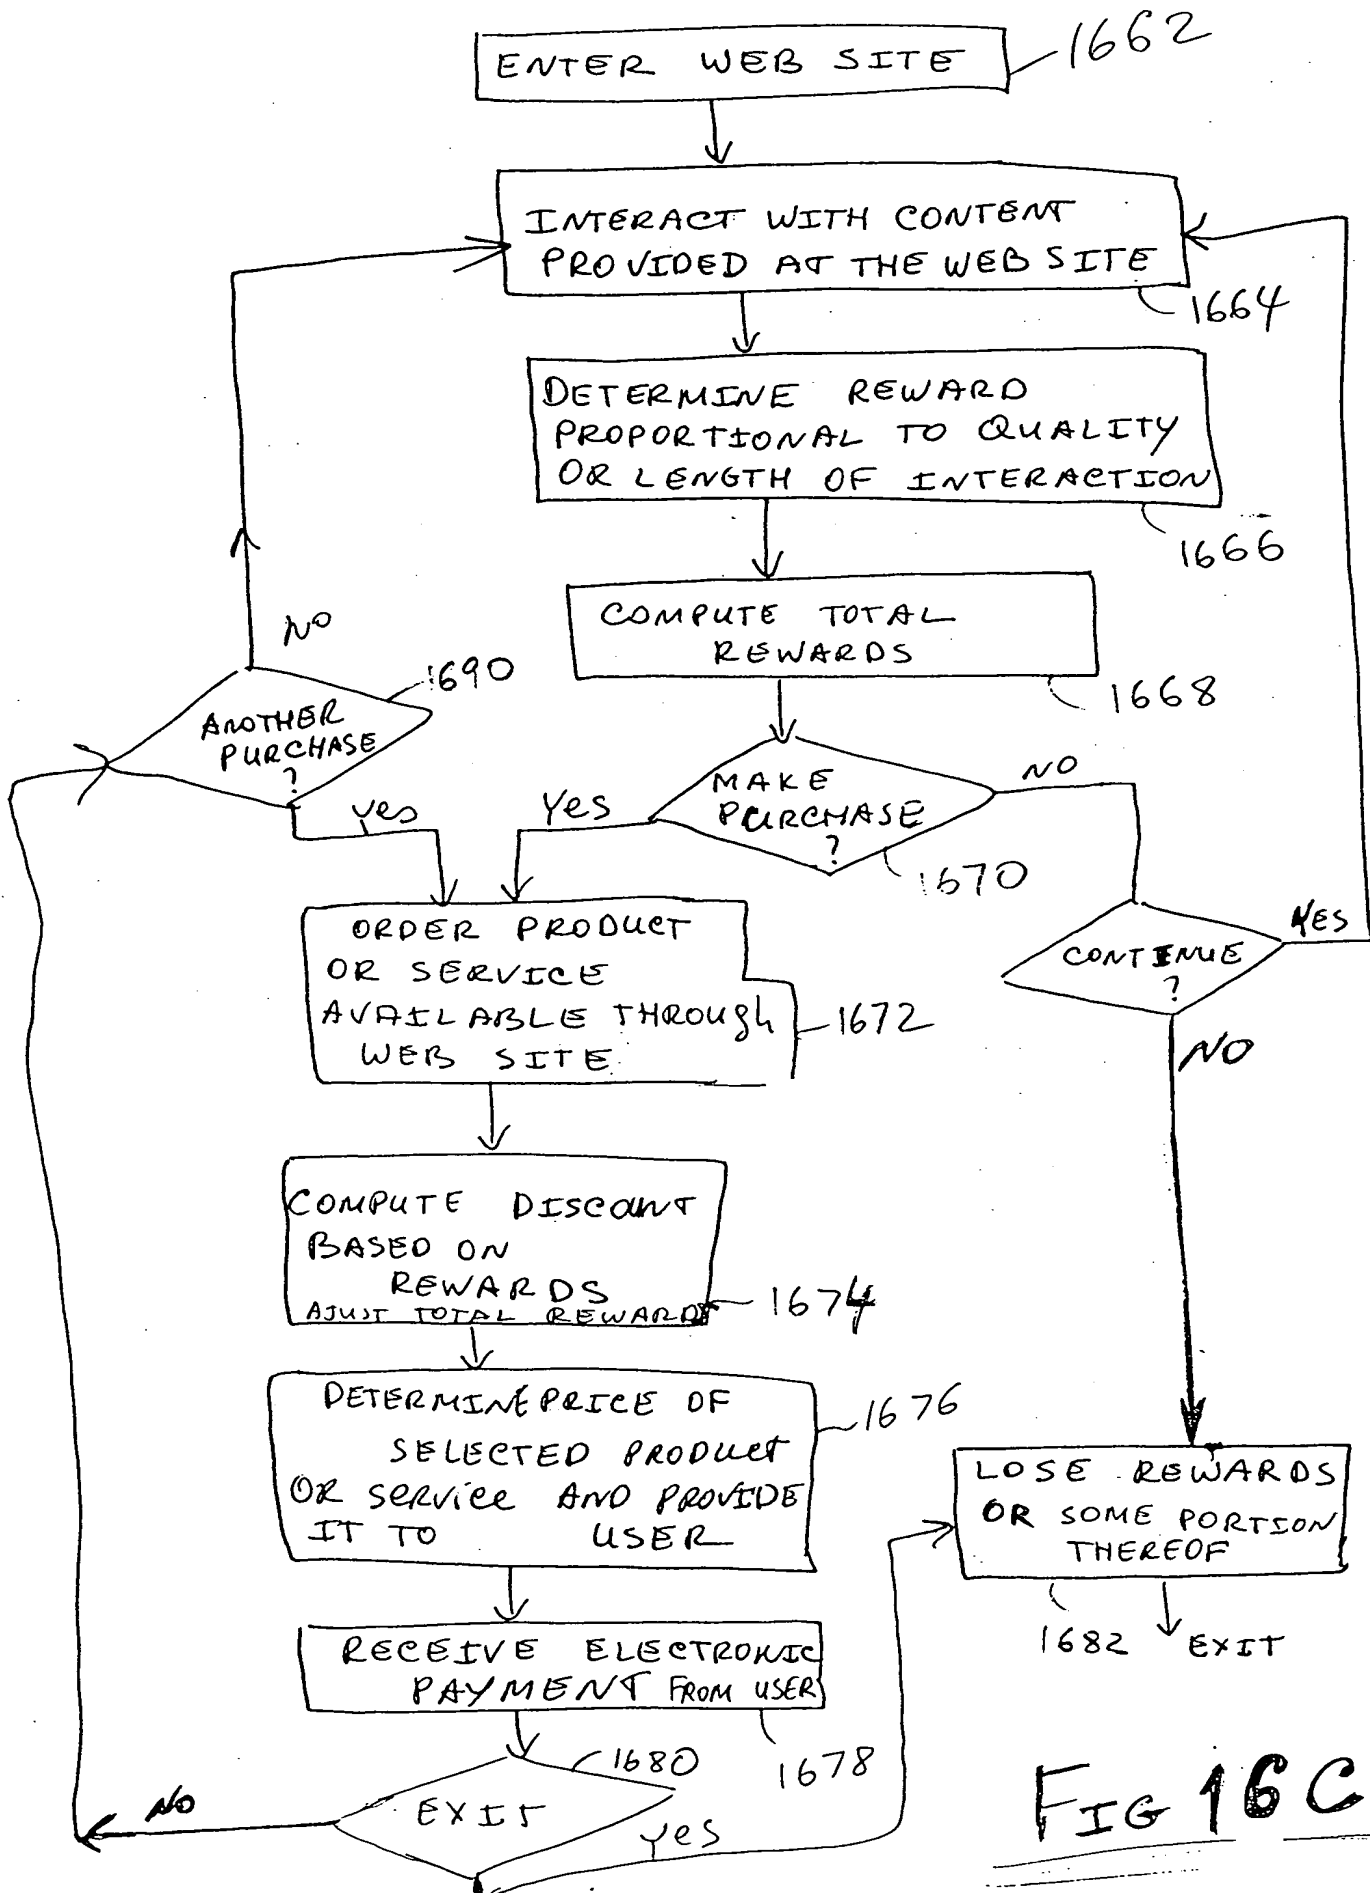 ENTER WEB SITE
1662
INTERACT WITH CONTENT
PROVIDED AT THE WEB SITE
1664
DETERMINE REWARD
PROPORTIONAL TO QUALITY
OR LENGTH OF INTERACTION
1666
COMPUTE TOTAL
REWARDS
1668
NO
1690
ANOTHER
PURCHASE
?
yes
MAKE
PURCHASE
?
1670
Yes
NO
ORDER PRODUCT
OR SERVICE
AVAILABLE THROUgh
WEB SITE
1672
CONTINUE
?
YES
NO
COMPUTE DISCOUNT
BASED ON
REWARDS
AJUST TOTAL REWARDS
1674
DETERMINE PRICE OF
SELECTED PRODUCT
OR service AND PROVIDE
IT TO USER
1676
LOSE REWARDS
OR SOME PORTION
THEREOF
1682
EXIT
RECEIVE ELECTRONIC
PAYMENT FROM USER
1678
1680
EXIT
NO
yes
FIG 16C